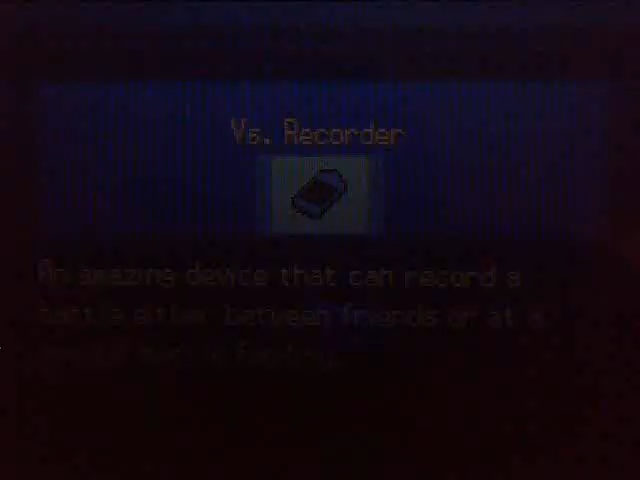 Vs. Recorder
An amazing device that can record a
battle either between friends or at a